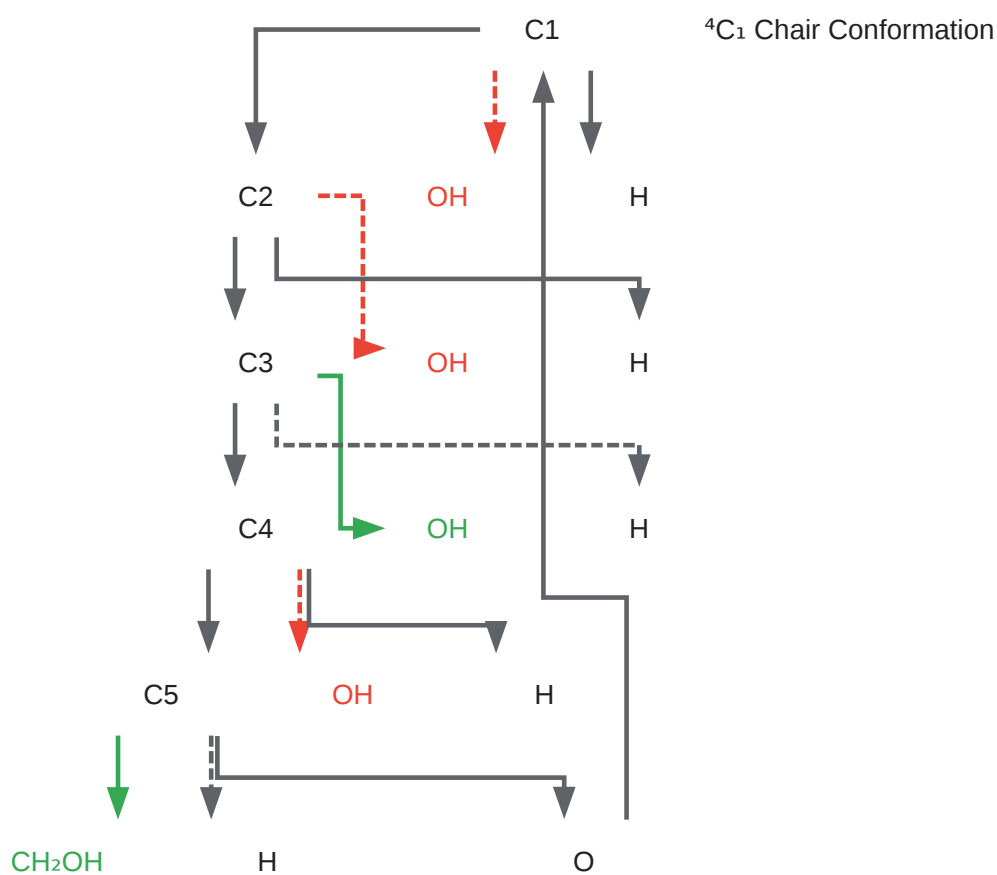 C1
⁴C₁ Chair Conformation
C2
OH
H
C3
OH
H
C4
OH
H
C5
OH
H
CH₂OH
H
O